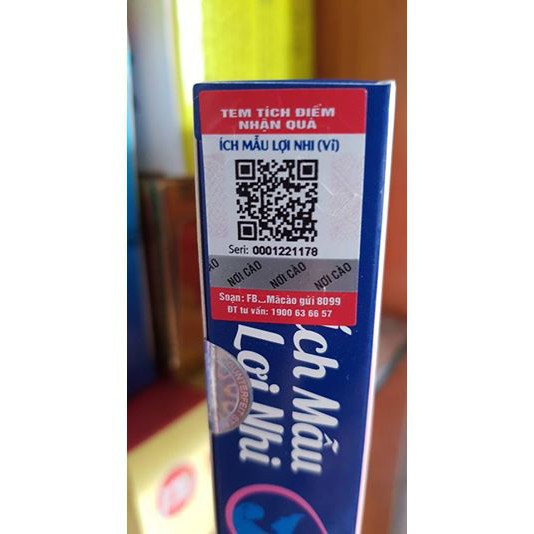 TEM TÍCH ĐIỂM
NHẬN QUÀ
ÍCH MẪU LỢI NHI (Vỉ)
Seri: 0001221178
NƠI CÀO NƠI CÀO NƠI CÀO
Soạn: FB...Mãcào gửi 8099
ĐT tư vấn: 1900 63 66 57
Ích Mẫu
Lợi Nhi